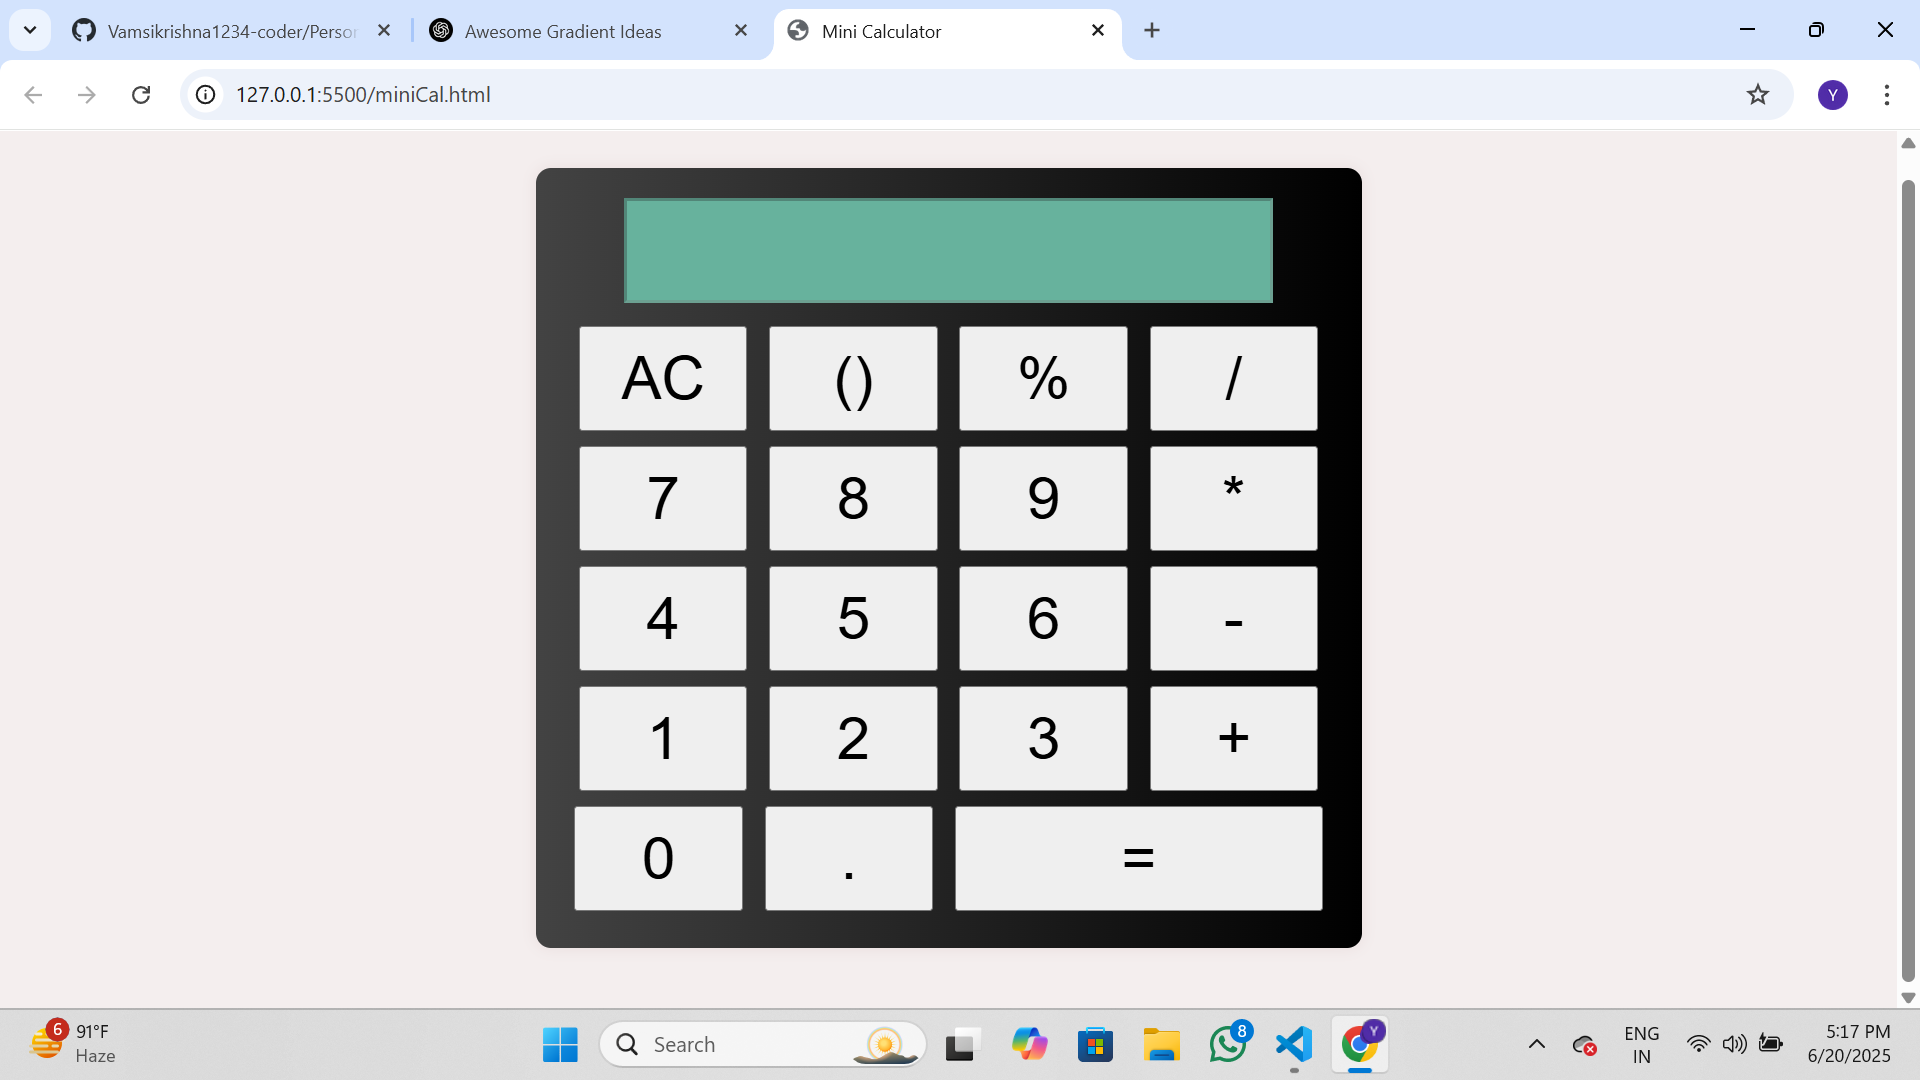 Vamsikrishna1234-coder/Person
Awesome Gradient Ideas
Mini Calculator
127.0.0.1:5500/miniCal.html
Y
AC () % /
7 8 9 *
4 5 6 -
1 2 3 +
0 . =
6
91°F
Haze
Search
8
Y
ENG
IN
5:17 PM
6/20/2025